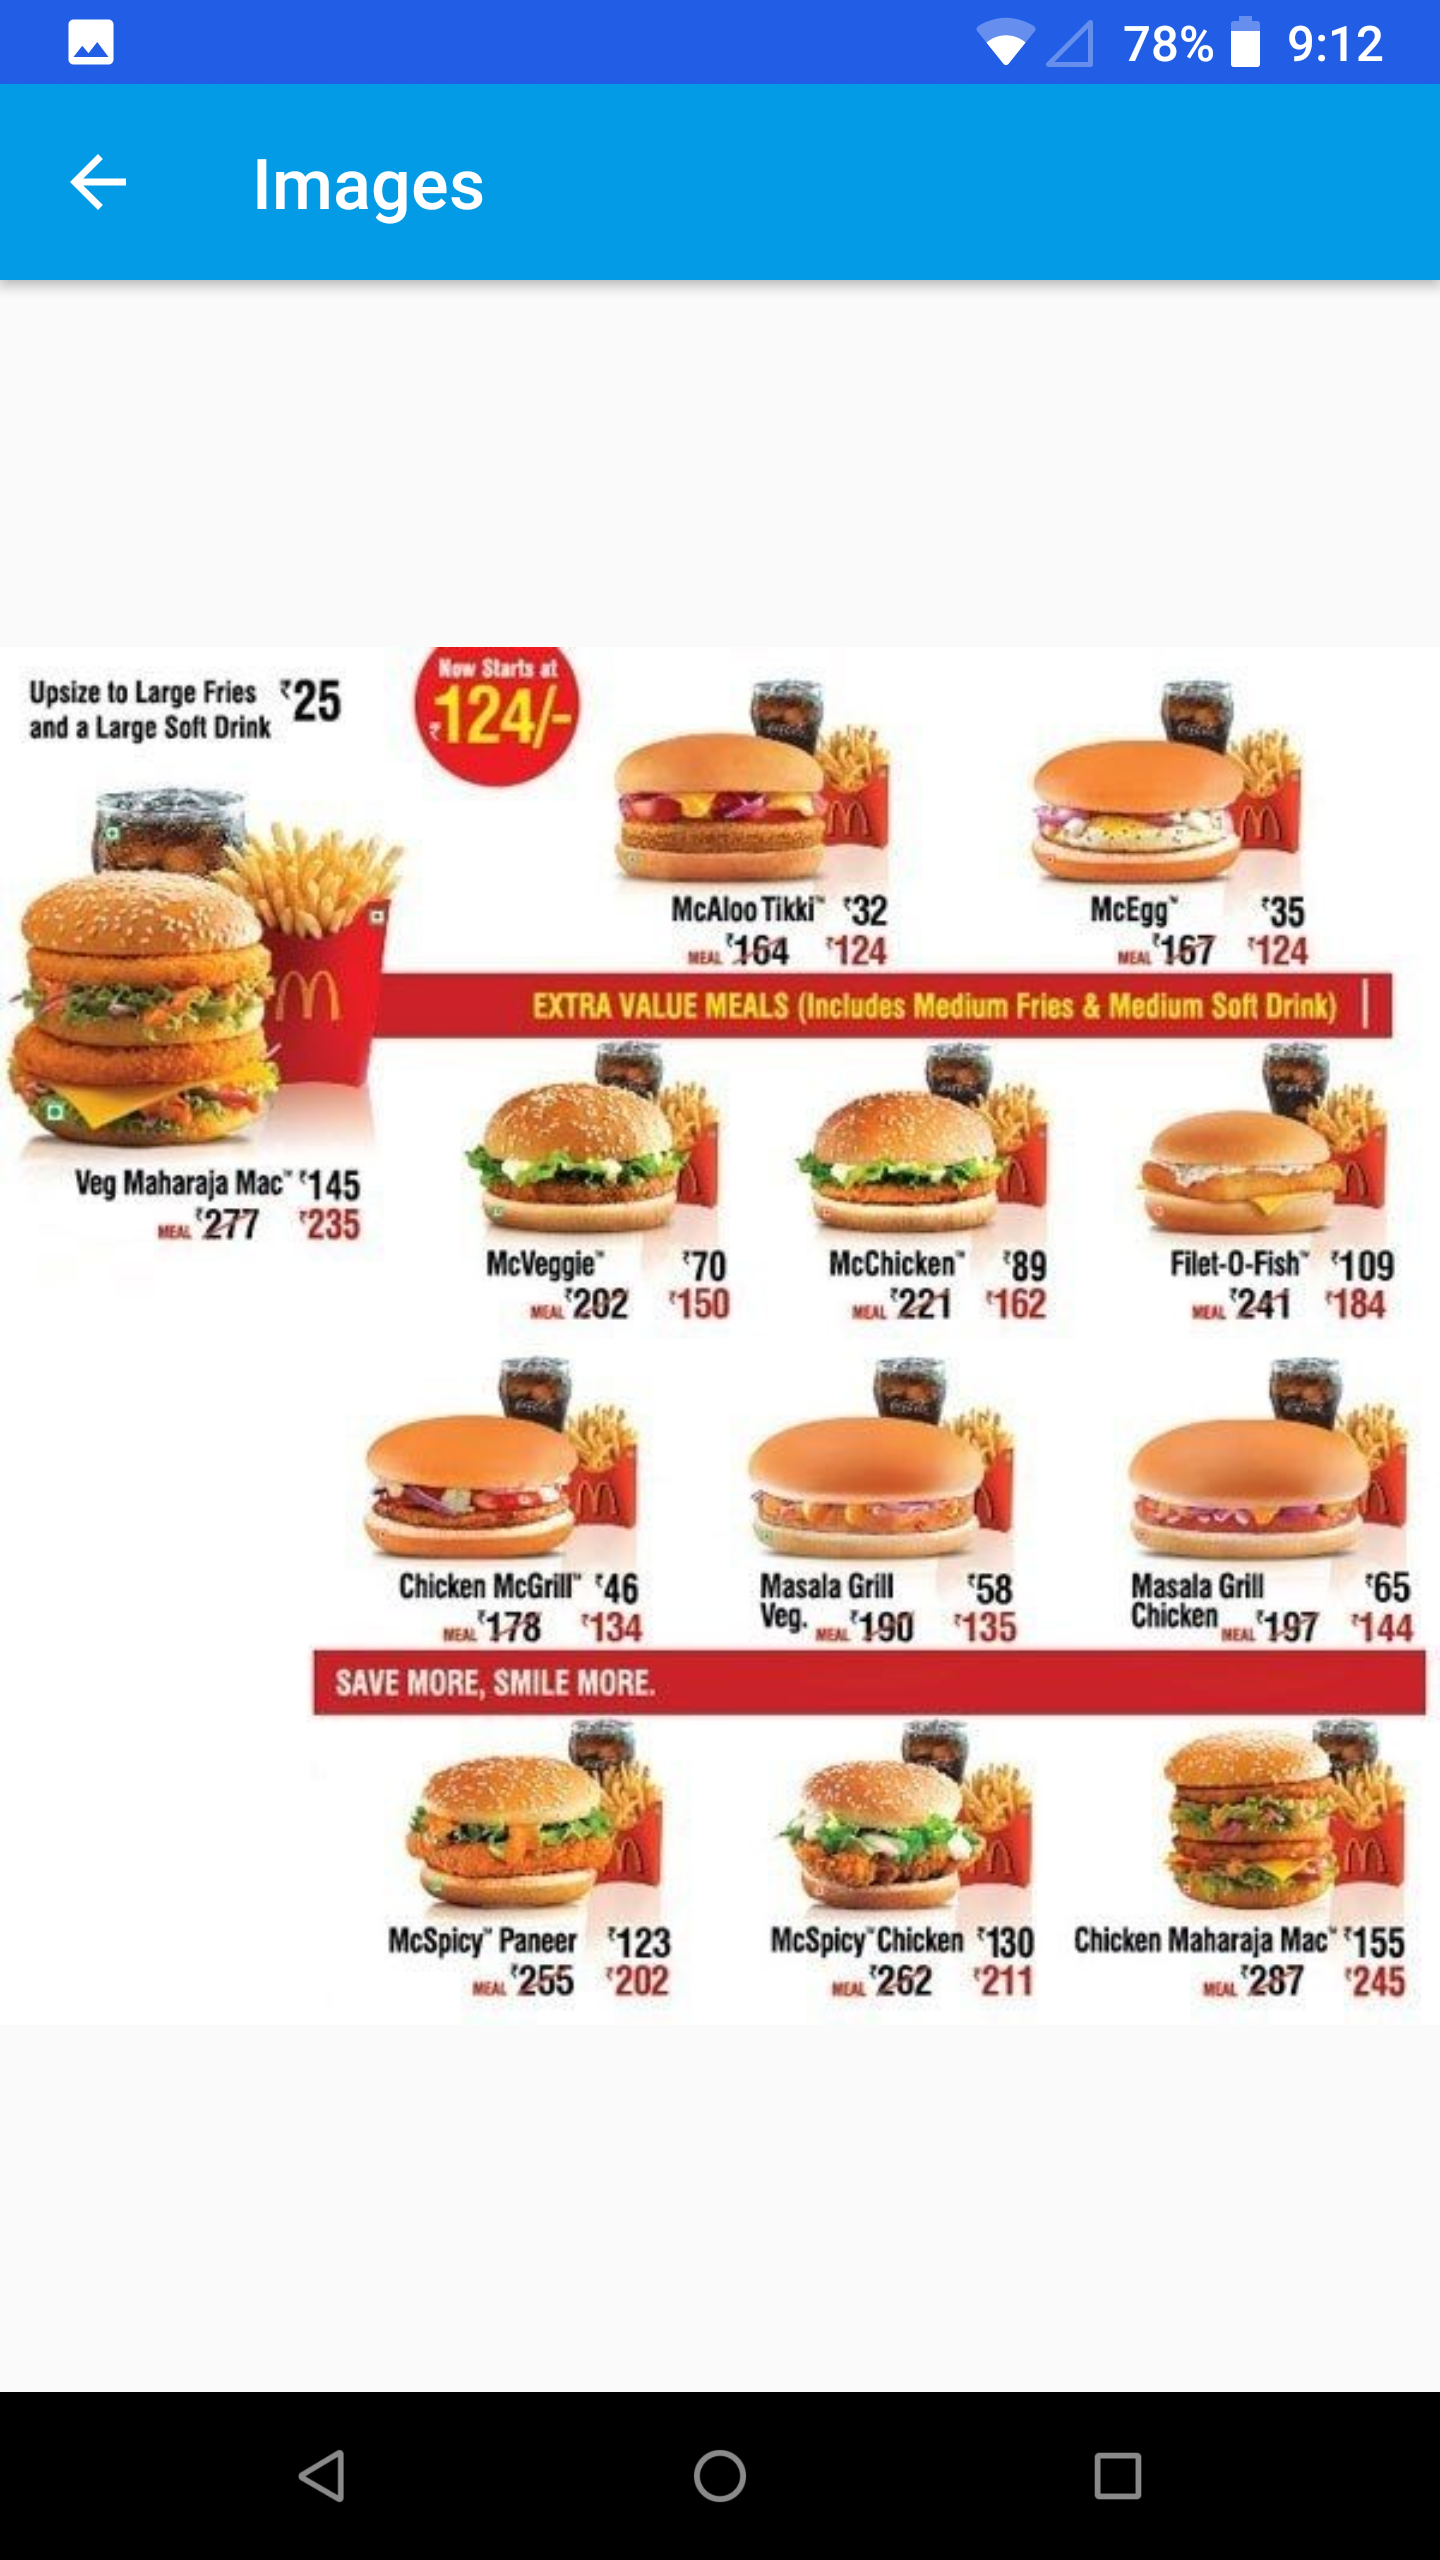 78% 9:12
Images
Upsize to Large Fries ₹25
and a Large Soft Drink
Now Starts at
₹124/-
McAloo Tikki™ ₹32
MEAL ₹164 ₹124
McEgg™ ₹35
MEAL ₹167 ₹124
EXTRA VALUE MEALS (Includes Medium Fries & Medium Soft Drink)
Veg Maharaja Mac™ ₹145
MEAL ₹277 ₹235
McVeggie™ ₹70
MEAL ₹202 ₹150
McChicken™ ₹89
MEAL ₹221 ₹162
Filet-O-Fish™ ₹109
MEAL ₹241 ₹184
Chicken McGrill™ ₹46
MEAL ₹178 ₹134
Masala Grill ₹58
Veg. MEAL ₹190 ₹135
Masala Grill ₹65
Chicken MEAL ₹197 ₹144
SAVE MORE, SMILE MORE.
McSpicy™ Paneer ₹123
MEAL ₹255 ₹202
McSpicy™ Chicken ₹130
MEAL ₹262 ₹211
Chicken Maharaja Mac™ ₹155
MEAL ₹287 ₹245